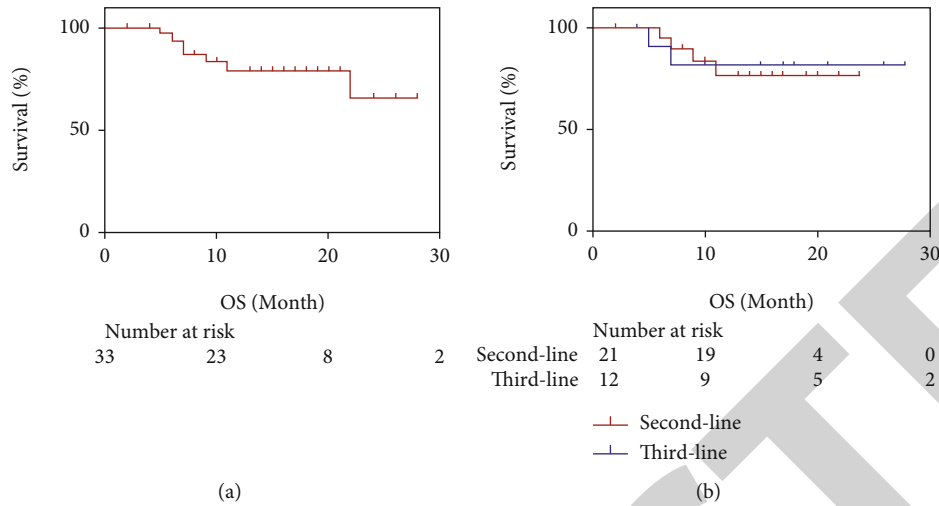 100
50
0
Survival (%)
0 10 20 30
OS (Month)
Number at risk
33 23 8 2
(a)
100
50
0
Survival (%)
0 10 20 30
OS (Month)
Number at risk
Second-line 21 19 4 0
Third-line 12 9 5 2
Second-line
Third-line
(b)